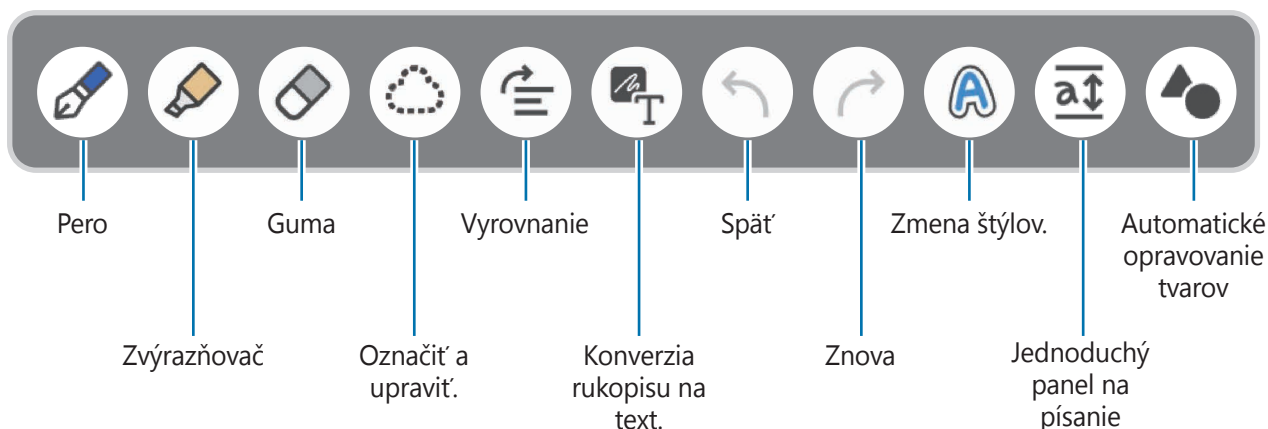 Pero
Guma
Vyrovnanie
Späť
Zmena štýlov.
Automatické
opravovanie
tvarov
Zvýrazňovač
Označiť a
upraviť.
Konverzia
rukopisu na
text.
Znova
Jednoduchý
panel na
písanie